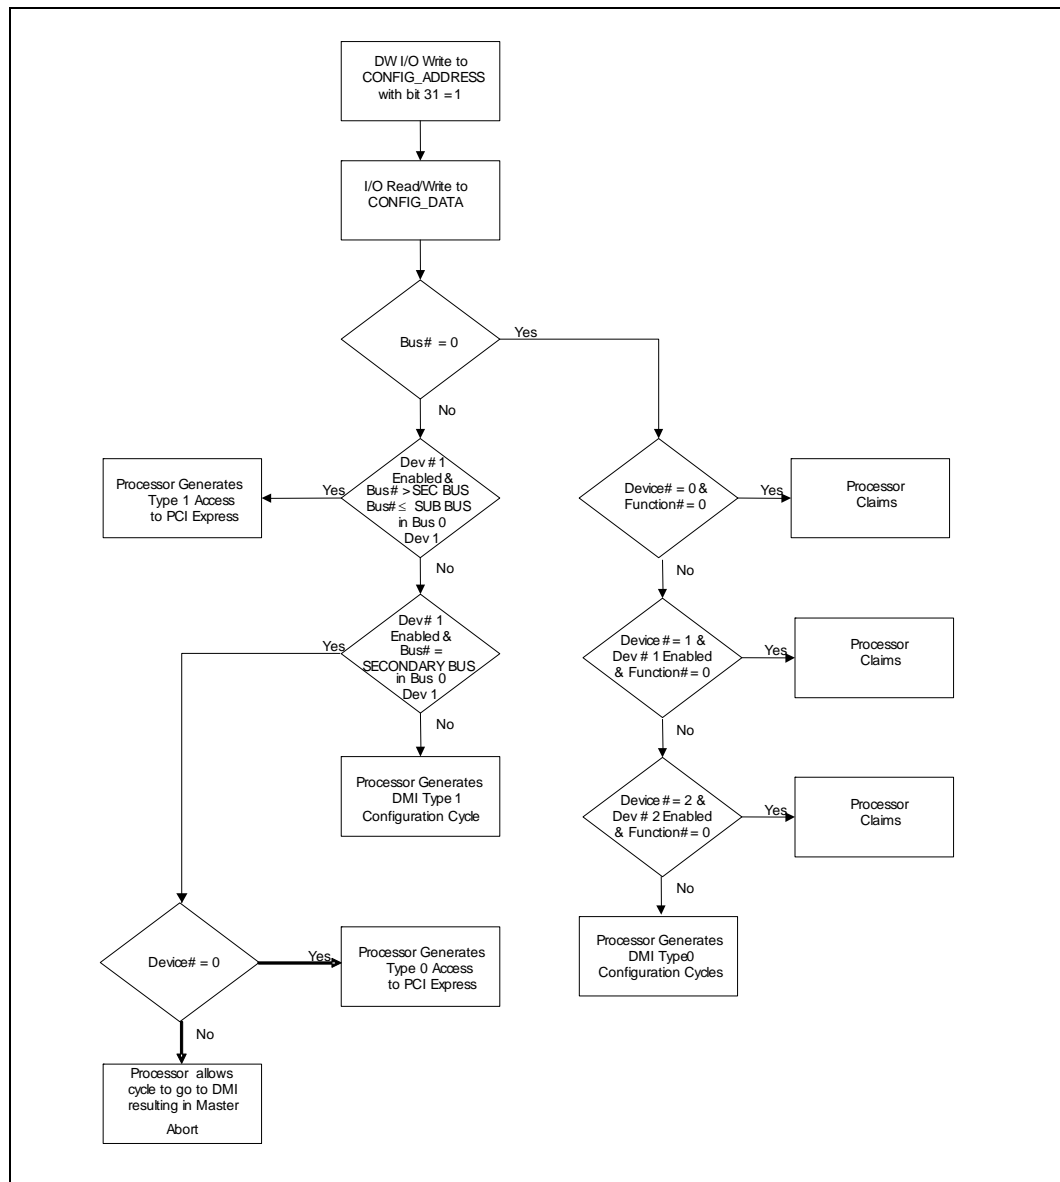 DW I/O Write to
CONFIG_ADDRESS
with bit 31 = 1
I/O Read/Write to
CONFIG_DATA
Bus# = 0
Yes
No
Dev # 1
Enabled &
Bus# > SEC BUS
Bus# ≤ SUB BUS
in Bus 0
Dev 1
Yes
Processor Generates
Type 1 Access
to PCI Express
No
Device# = 0 &
Function# = 0
Yes
Processor
Claims
No
Dev# 1
Enabled &
Bus# =
SECONDARY BUS
in Bus 0
Dev 1
Yes
No
Device # = 1 &
Dev # 1 Enabled
& Function# = 0
Yes
Processor
Claims
No
Processor Generates
DMI Type 1
Configuration Cycle
Device # = 2 &
Dev # 2 Enabled
& Function# = 0
Yes
Processor
Claims
No
Processor Generates
DMI Type0
Configuration Cycles
Device# = 0
Yes
Processor Generates
Type 0 Access
to PCI Express
No
Processor allows
cycle to go to DMI
resulting in Master
Abort